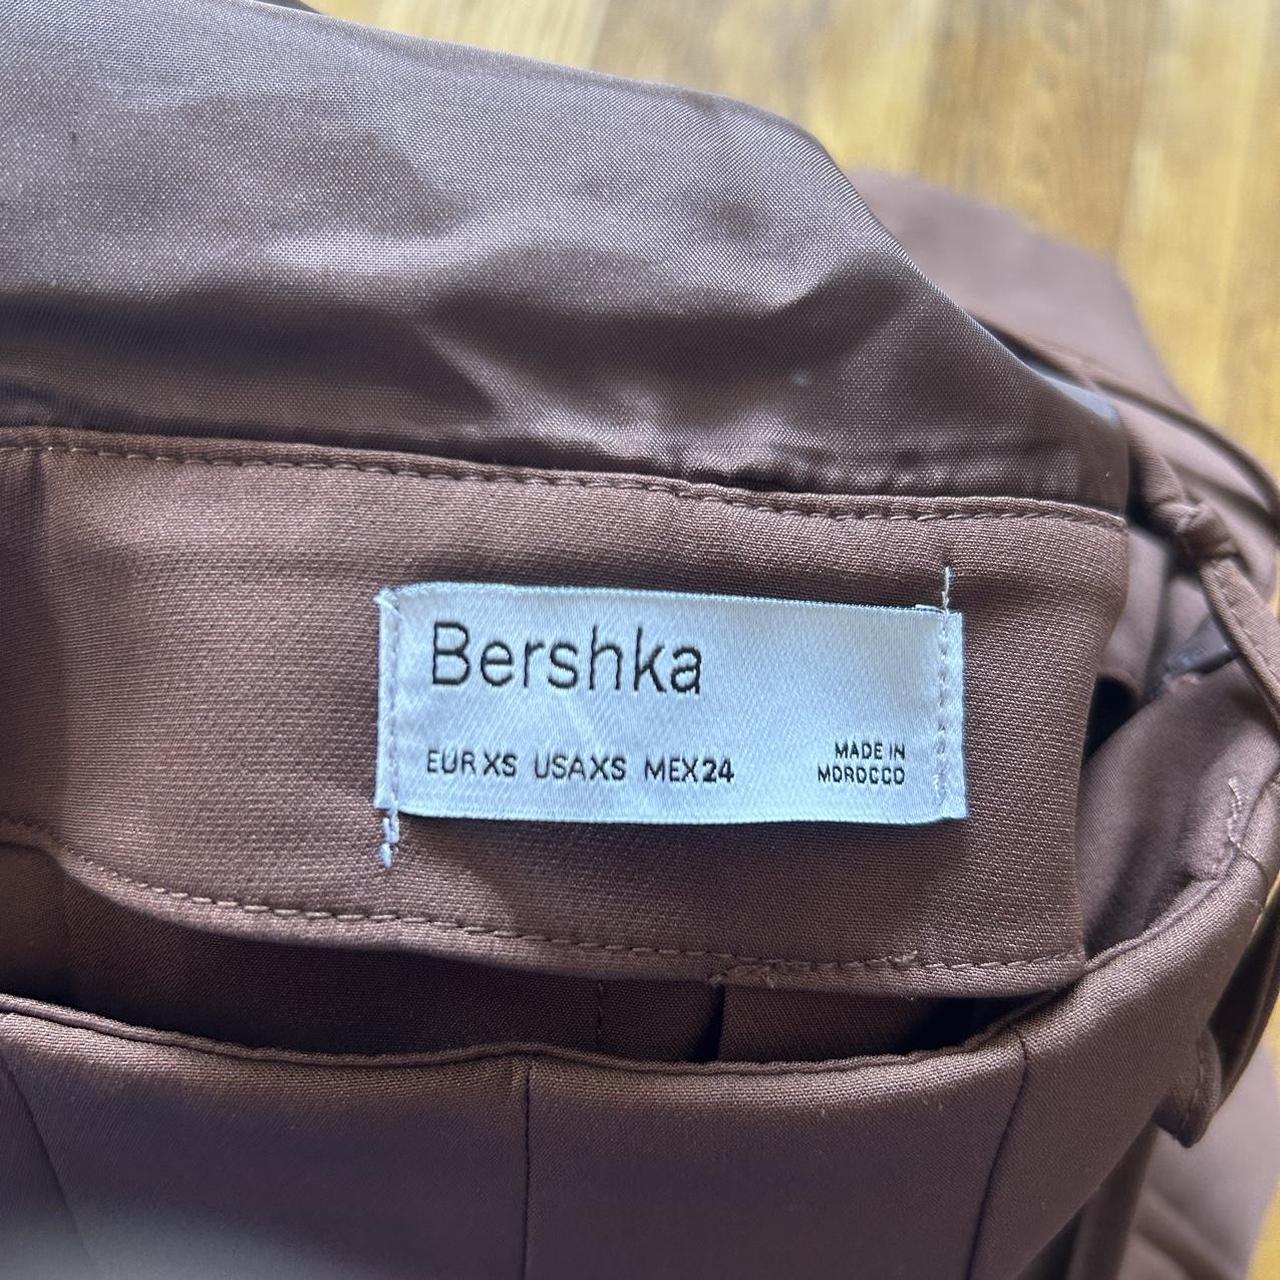 Bershka
EUR XS USA XS MEX 24
MADE IN
MOROCCO